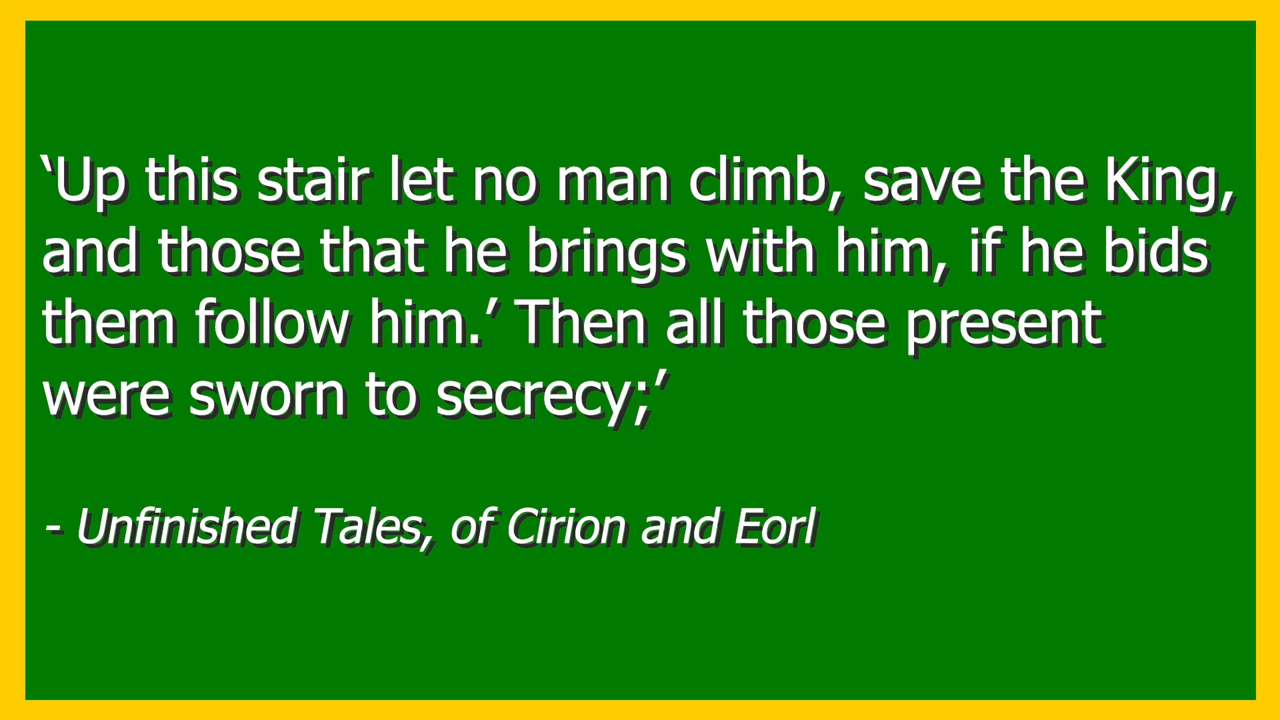 ‘Up this stair let no man climb, save the King,
and those that he brings with him, if he bids
them follow him.’ Then all those present
were sworn to secrecy;’
- Unfinished Tales, of Cirion and Eorl